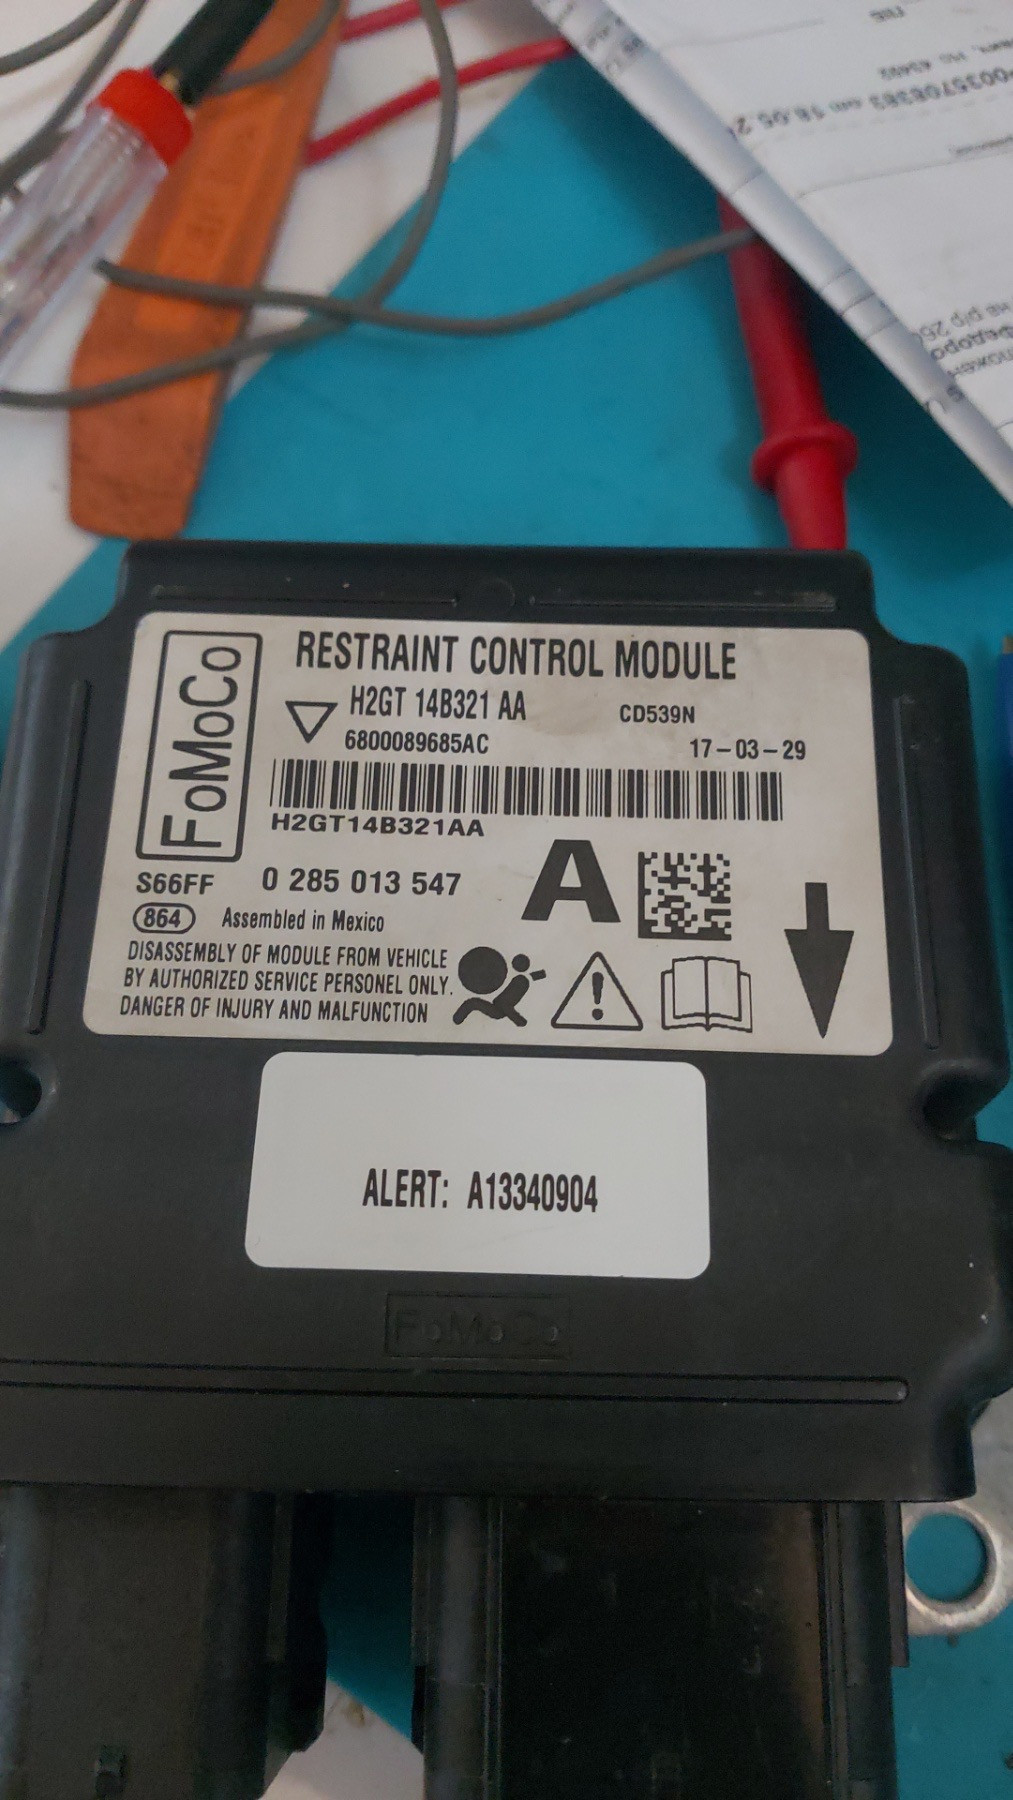 FoMoCo
RESTRAINT CONTROL MODULE
H2GT 14B321 AA
CD539N
6800089685AC
17-03-29
H2GT14B321AA
S66FF
0 285 013 547
A
864
Assembled in Mexico
DISASSEMBLY OF MODULE FROM VEHICLE
BY AUTHORIZED SERVICE PERSONEL ONLY.
DANGER OF INJURY AND MALFUNCTION
ALERT: A13340904
FoMoCo